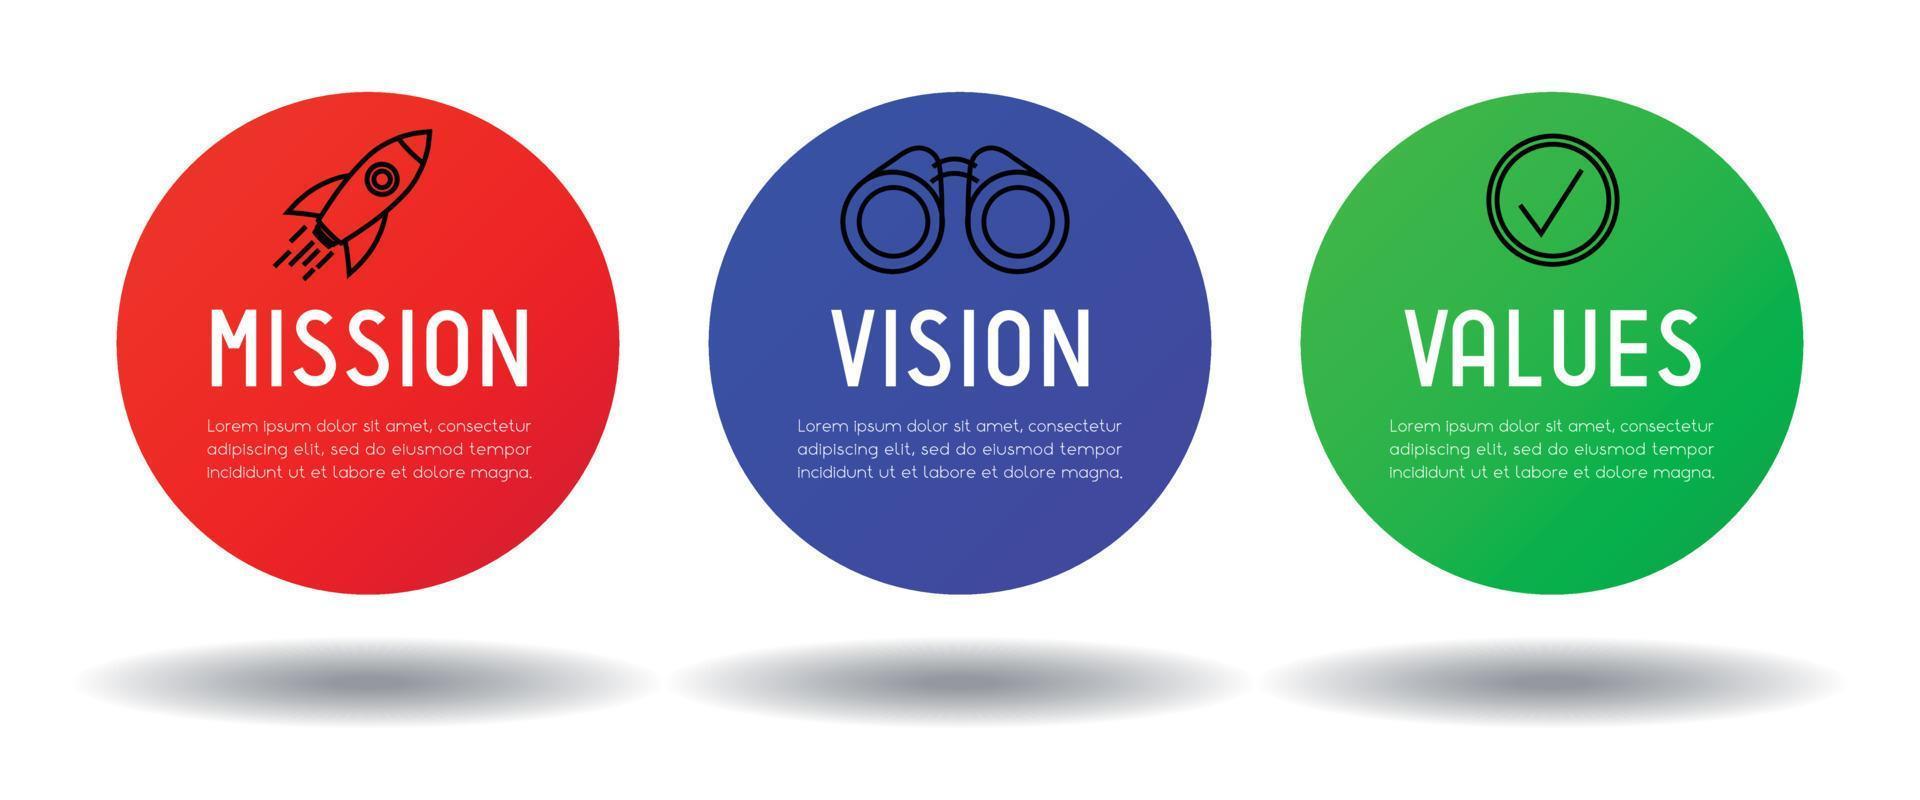 MISSION
Lorem ipsum dolor sit amet, consectetur
adipiscing elit, sed do eiusmod tempor
incididunt ut et labore et dolore magna.
VISION
Lorem ipsum dolor sit amet, consectetur
adipiscing elit, sed do eiusmod tempor
incididunt ut et labore et dolore magna.
VALUES
Lorem ipsum dolor sit amet, consectetur
adipiscing elit, sed do eiusmod tempor
incididunt ut et labore et dolore magna.